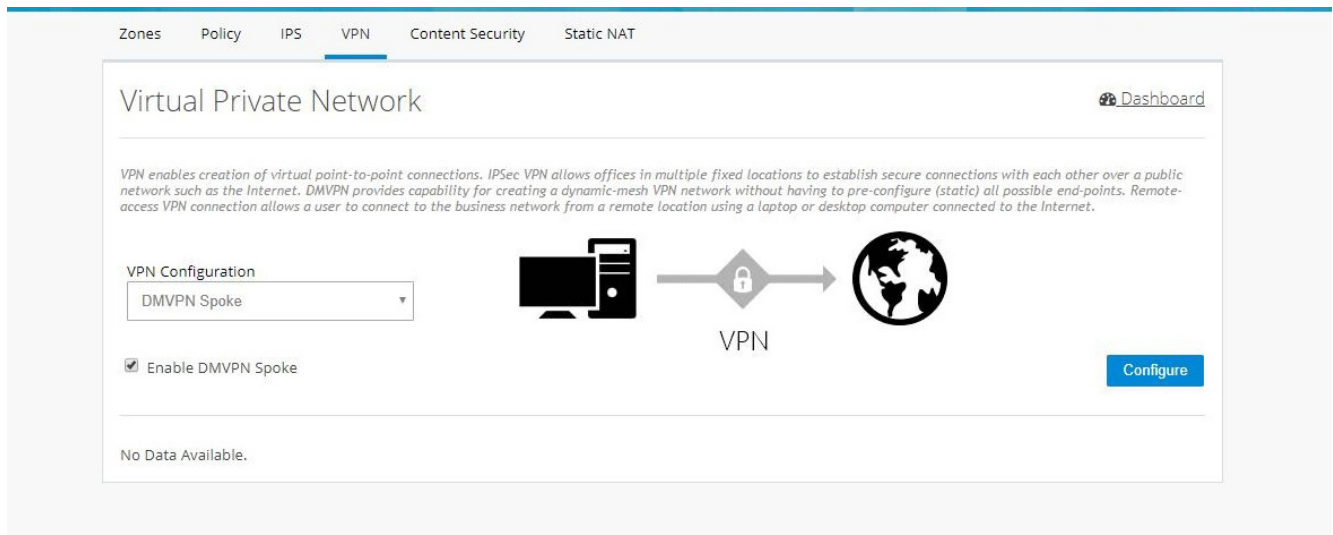 Zones Policy IPS VPN Content Security Static NAT
Virtual Private Network
Dashboard
VPN enables creation of virtual point-to-point connections. IPSec VPN allows offices in multiple fixed locations to establish secure connections with each other over a public
network such as the Internet. DMVPN provides capability for creating a dynamic-mesh VPN network without having to pre-configure (static) all possible end-points. Remote-
access VPN connection allows a user to connect to the business network from a remote location using a laptop or desktop computer connected to the Internet.
VPN Configuration
DMVPN Spoke
VPN
Enable DMVPN Spoke
Configure
No Data Available.